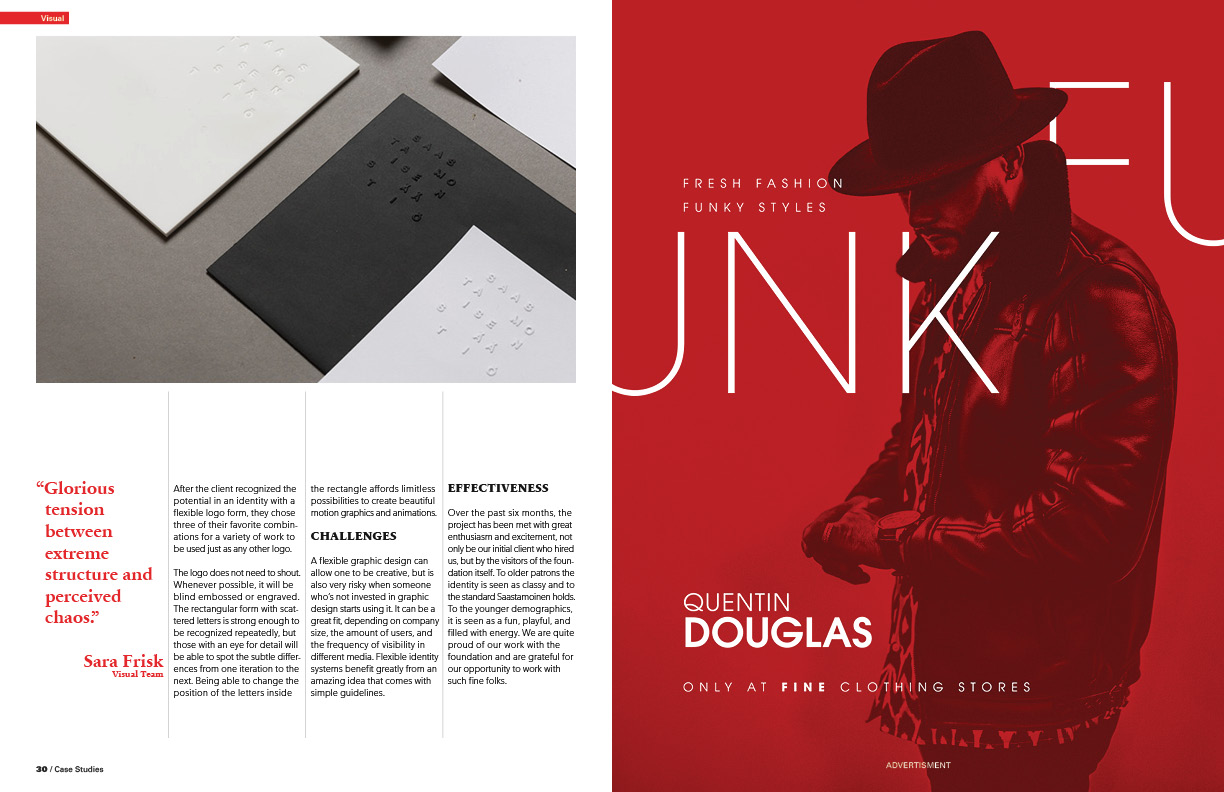 Visual
SAAS
TA MO
ISE N
S ÄÄ
T I Ö
SAAS
TA MO
ISE N
S ÄÄ
T I Ö
“Glorious
tension
between
extreme
structure and
perceived
chaos.”
Sara Frisk
Visual Team
After the client recognized the
potential in an identity with a
flexible logo form, they chose
three of their favorite combin-
ations for a variety of work to
be used just as any other logo.
The logo does not need to shout.
Whenever possible, it will be
blind embossed or engraved.
The rectangular form with scat-
tered letters is strong enough to
be recognized repeatedly, but
those with an eye for detail will
be able to spot the subtle differ-
ences from one iteration to the
next. Being able to change the
position of the letters inside
the rectangle affords limitless
possibilities to create beautiful
motion graphics and animations.
CHALLENGES
A flexible graphic design can
allow one to be creative, but is
also very risky when someone
who’s not invested in graphic
design starts using it. It can be a
great fit, depending on company
size, the amount of users, and
the frequency of visibility in
different media. Flexible identity
systems benefit greatly from an
amazing idea that comes with
simple guidelines.
EFFECTIVENESS
Over the past six months, the
project has been met with great
enthusiasm and excitement, not
only be our initial client who hired
us, but by the visitors of the foun-
dation itself. To older patrons the
identity is seen as classy and to
the standard Saastamoinen holds.
To the younger demographics,
it is seen as a fun, playful, and
filled with energy. We are quite
proud of our work with the
foundation and are grateful for
our opportunity to work with
such fine folks.
30 / Case Studies
FU
FRESH FASHION
FUNKY STYLES
UNK
QUENTIN
DOUGLAS
ONLY AT FINE CLOTHING STORES
ADVERTISMENT